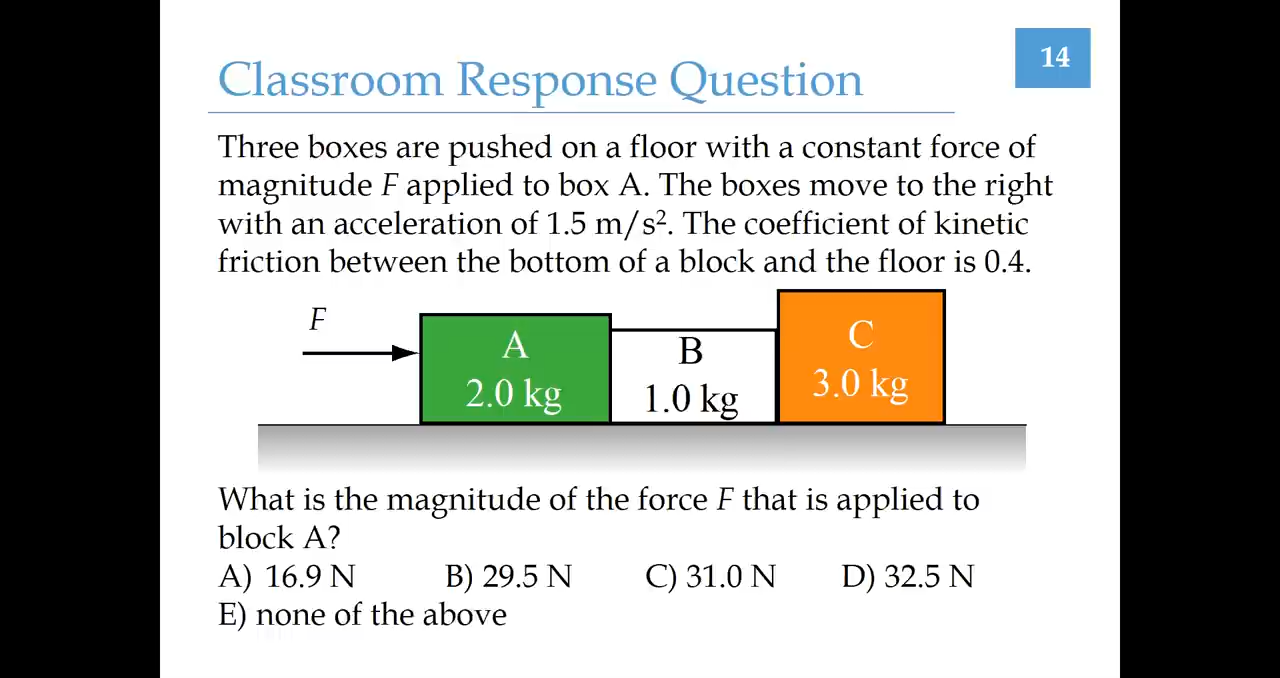 14
Classroom Response Question
Three boxes are pushed on a floor with a constant force of
magnitude F applied to box A. The boxes move to the right
with an acceleration of 1.5 m/s². The coefficient of kinetic
friction between the bottom of a block and the floor is 0.4.
F
A
2.0 kg
B
1.0 kg
C
3.0 kg
What is the magnitude of the force F that is applied to
block A?
A) 16.9 N B) 29.5 N C) 31.0 N D) 32.5 N
E) none of the above